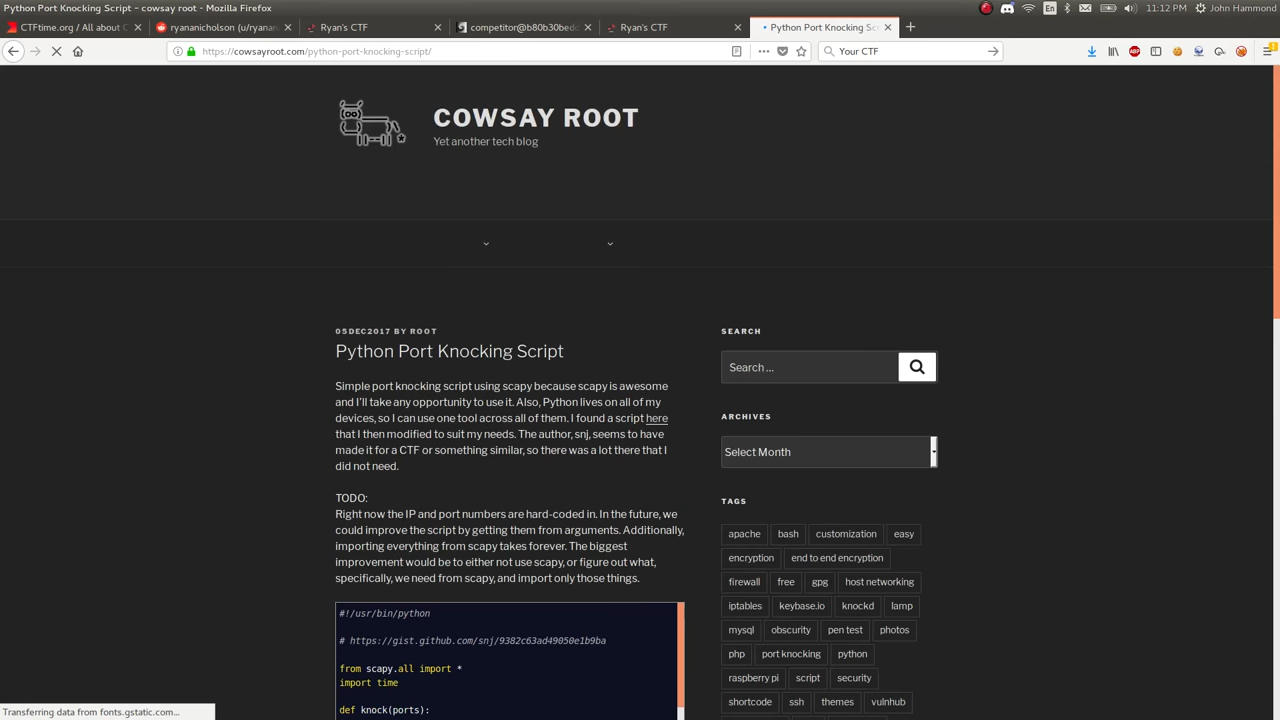 Python Port Knocking Script - cowsay root - Mozilla Firefox
11:12 PM
John Hammond
En
CTFtime.org / All about C
ryananicholson (u/ryanar
Ryan's CTF
competitor@b80b30bedd
Ryan's CTF
Python Port Knocking Sc
https://cowsayroot.com/python-port-knocking-script/
Your CTF
ABP
COWSAY ROOT
Yet another tech blog
05DEC2017 BY ROOT
Python Port Knocking Script
Simple port knocking script using scapy because scapy is awesome
and I'll take any opportunity to use it. Also, Python lives on all of my
devices, so I can use one tool across all of them. I found a script here
that I then modified to suit my needs. The author, snj, seems to have
made it for a CTF or something similar, so there was a lot there that I
did not need.
TODO:
Right now the IP and port numbers are hard-coded in. In the future, we
could improve the script by getting them from arguments. Additionally,
importing everything from scapy takes forever. The biggest
improvement would be to either not use scapy, or figure out what,
specifically, we need from scapy, and import only those things.
#!/usr/bin/python
# https://gist.github.com/snj/9382c63ad49050e1b9ba
from scapy.all import *
import time
def knock(ports):
SEARCH
Search …
ARCHIVES
Select Month
TAGS
apache bash customization easy
encryption end to end encryption
firewall free gpg host networking
iptables keybase.io knockd lamp
mysql obscurity pen test photos
php port knocking python
raspberry pi script security
shortcode ssh themes vulnhub
Transferring data from fonts.gstatic.com...